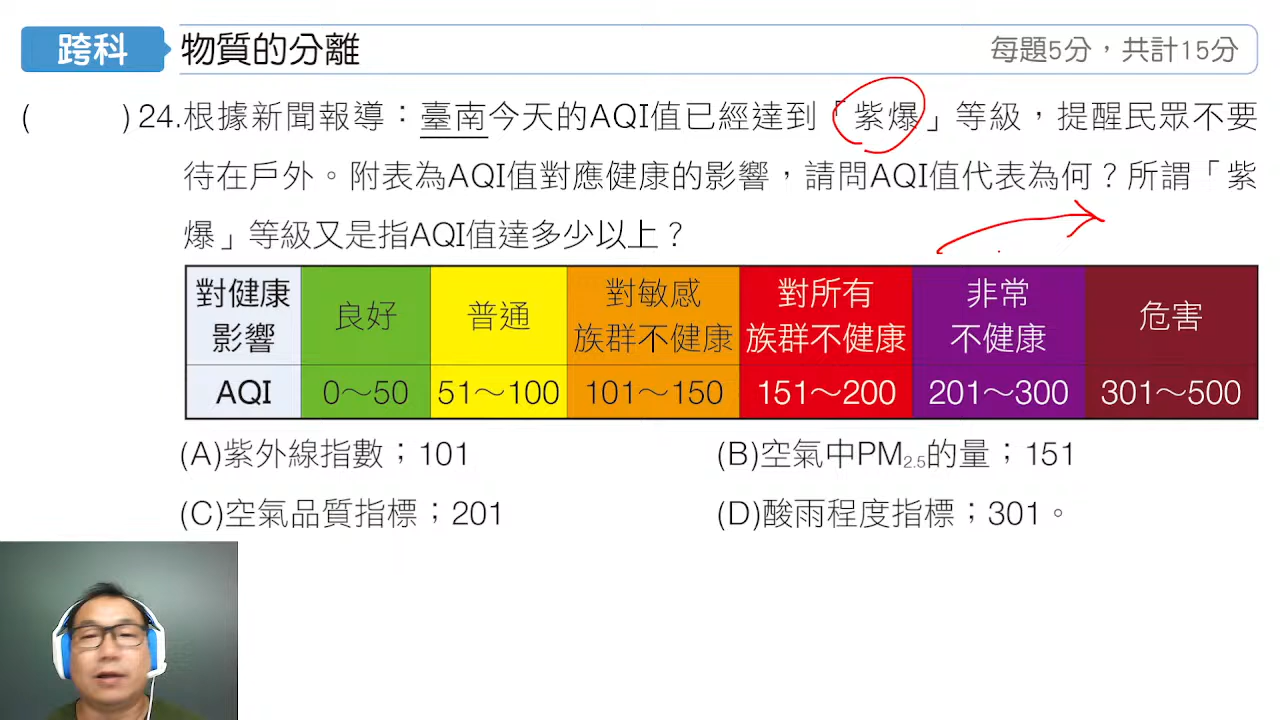 跨科 物質的分離 每題5分，共計15分
( )24.根據新聞報導：臺南今天的AQI值已經達到「紫爆」等級，提醒民眾不要
待在戶外。附表為AQI值對應健康的影響，請問AQI值代表為何？所謂「紫
爆」等級又是指AQI值達多少以上？
對健康影響 良好 普通 對敏感族群不健康 對所有族群不健康 非常不健康 危害
AQI 0～50 51～100 101～150 151～200 201～300 301～500
(A)紫外線指數；101 (B)空氣中PM2.5的量；151
(C)空氣品質指標；201 (D)酸雨程度指標；301。